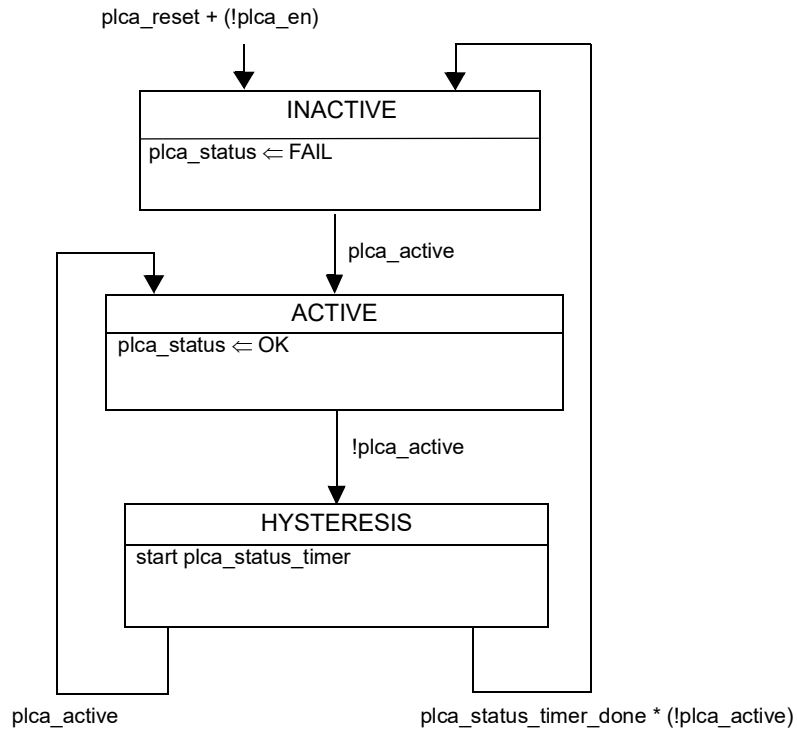 plca_reset + (!plca_en)
INACTIVE
plca_status ⇐ FAIL
plca_active
ACTIVE
plca_status ⇐ OK
!plca_active
HYSTERESIS
start plca_status_timer
plca_active
plca_status_timer_done * (!plca_active)